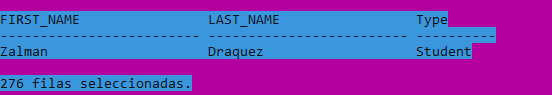 FIRST_NAME LAST_NAME Type
------------------------- ------------------------- ----------
Zalman Draquez Student
276 filas seleccionadas.